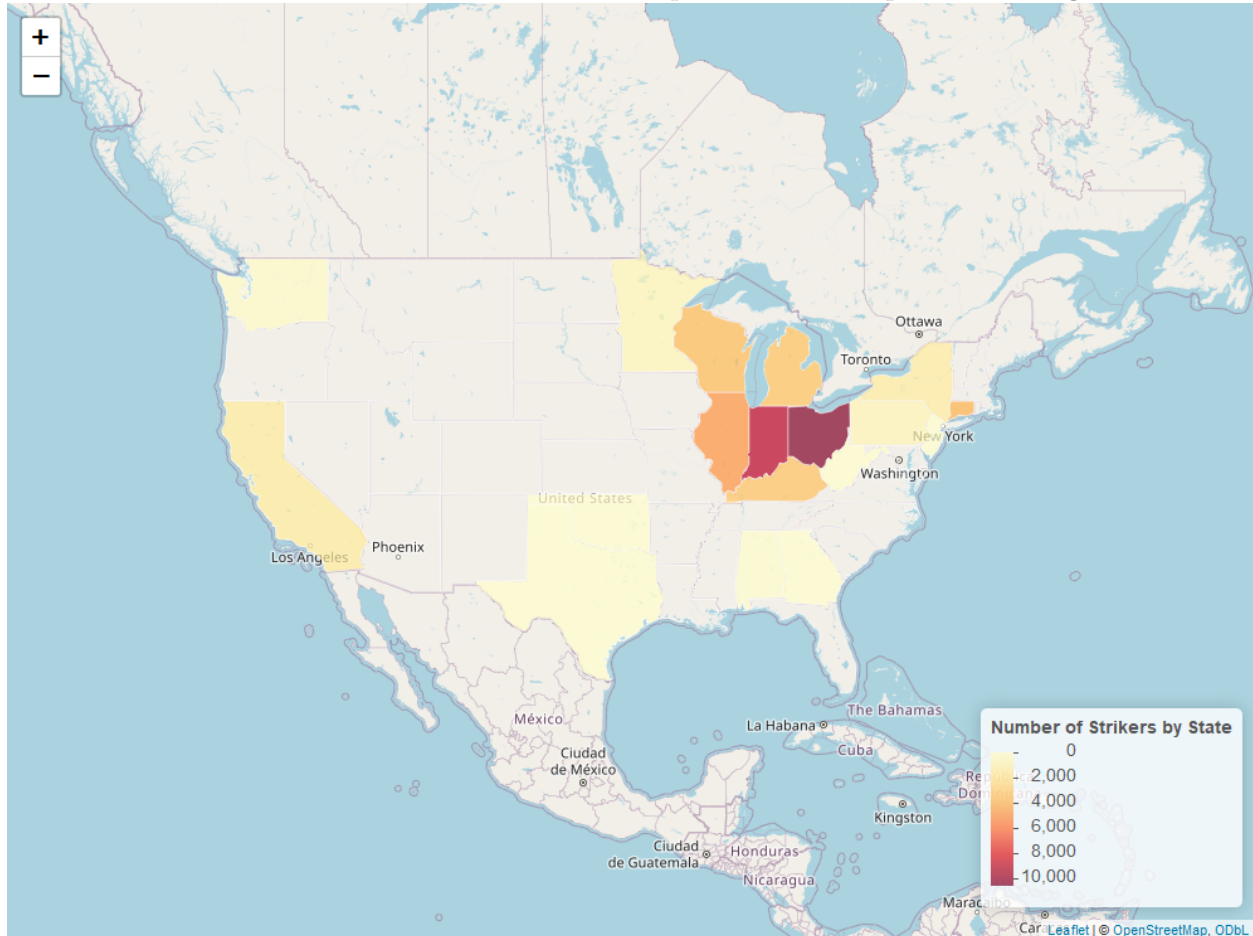 +
−
Ottawa
Toronto
New York
Washington
United States
Los Angeles
Phoenix
México
La Habana
The Bahamas
Cuba
Ciudad
de México
Kingston
Ciudad
de Guatemala
Honduras
Nicaragua
Number of Strikers by State
0
2,000
4,000
6,000
8,000
10,000
Leaflet | © OpenStreetMap, ODbL